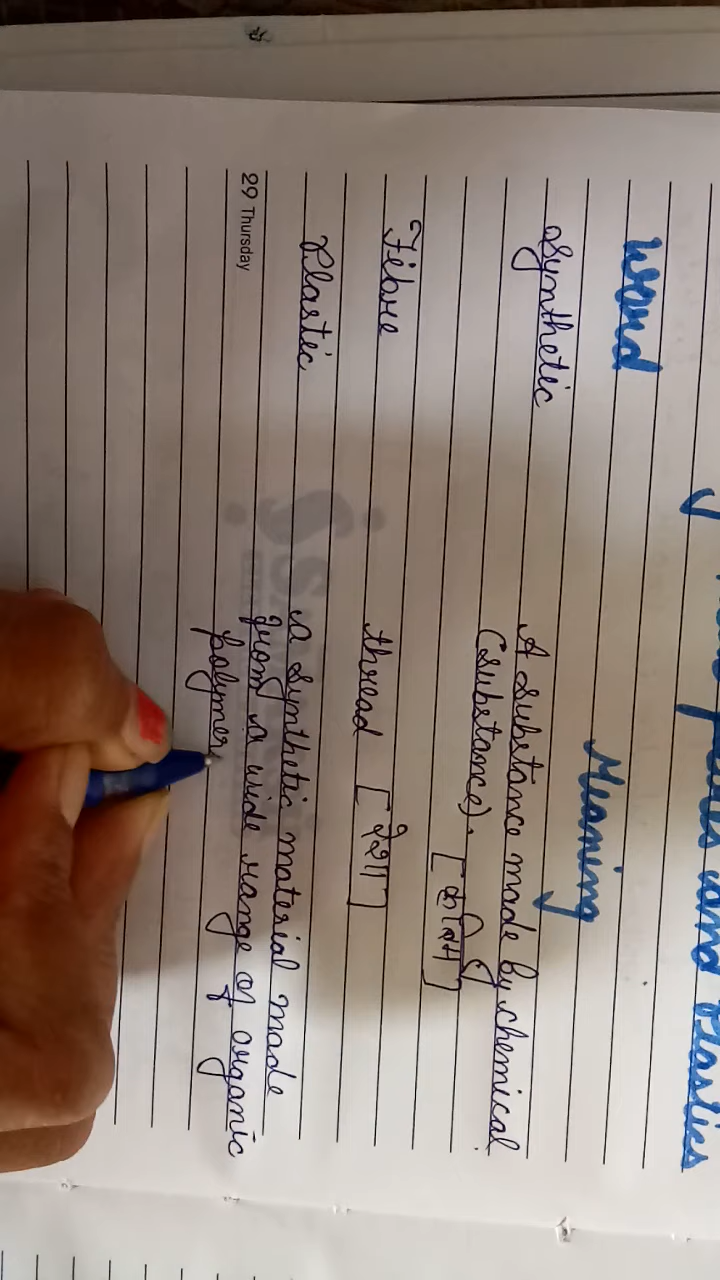 and Plastics
Word Meaning
Synthetic A substance made by chemical
(substance). [कृत्रिम]
Fibre thread [रेशा]
Plastic a synthetic material made
29 Thursday from a wide range of organic
polymer